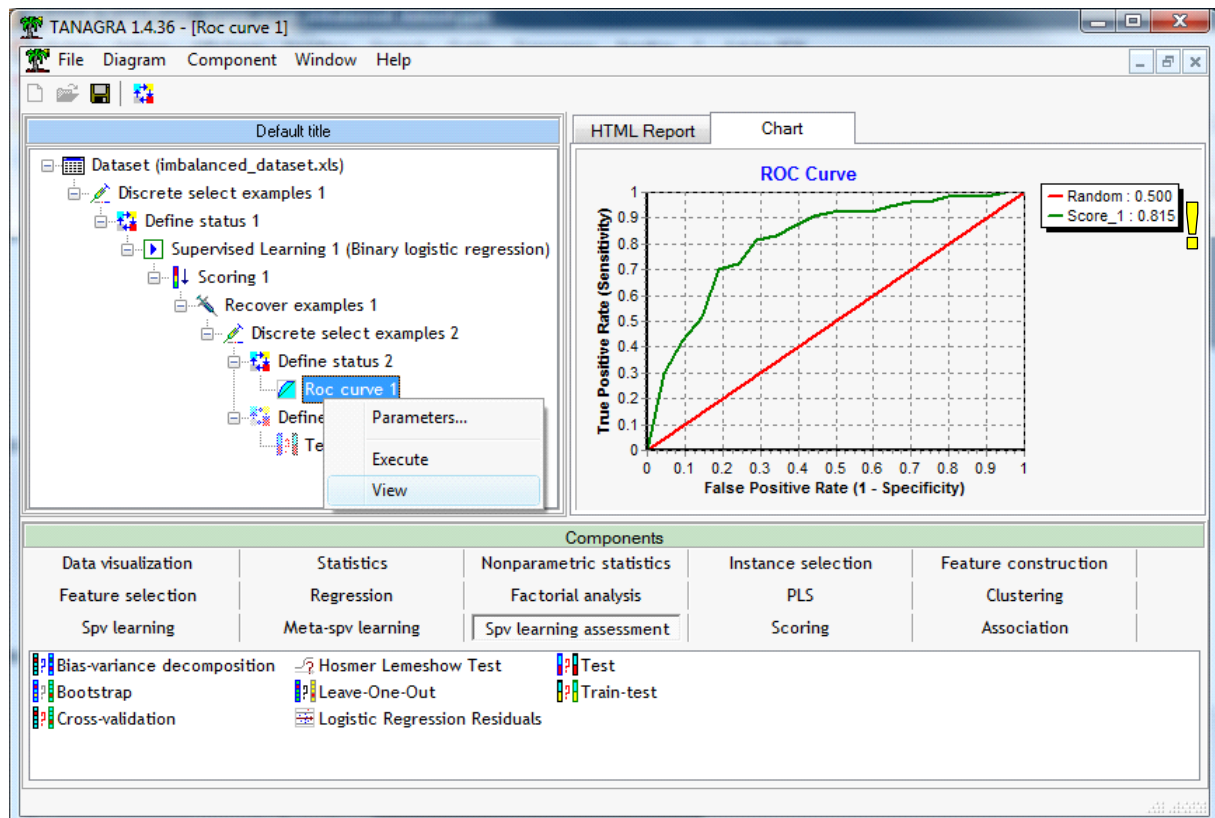 TANAGRA 1.4.36 - [Roc curve 1]
File Diagram Component Window Help
Default title
Dataset (imbalanced_dataset.xls)
Discrete select examples 1
Define status 1
Supervised Learning 1 (Binary logistic regression)
Scoring 1
Recover examples 1
Discrete select examples 2
Define status 2
Roc curve 1
Define
Te
Parameters...
Execute
View
HTML Report Chart
ROC Curve
True Positive Rate (Sensitivity)
1
0.9
0.8
0.7
0.6
0.5
0.4
0.3
0.2
0.1
0
0 0.1 0.2 0.3 0.4 0.5 0.6 0.7 0.8 0.9 1
False Positive Rate (1 - Specificity)
Random : 0.500
Score_1 : 0.815
Components
Data visualization Statistics Nonparametric statistics Instance selection Feature construction
Feature selection Regression Factorial analysis PLS Clustering
Spv learning Meta-spv learning Spv learning assessment Scoring Association
Bias-variance decomposition Hosmer Lemeshow Test Test
Bootstrap Leave-One-Out Train-test
Cross-validation Logistic Regression Residuals